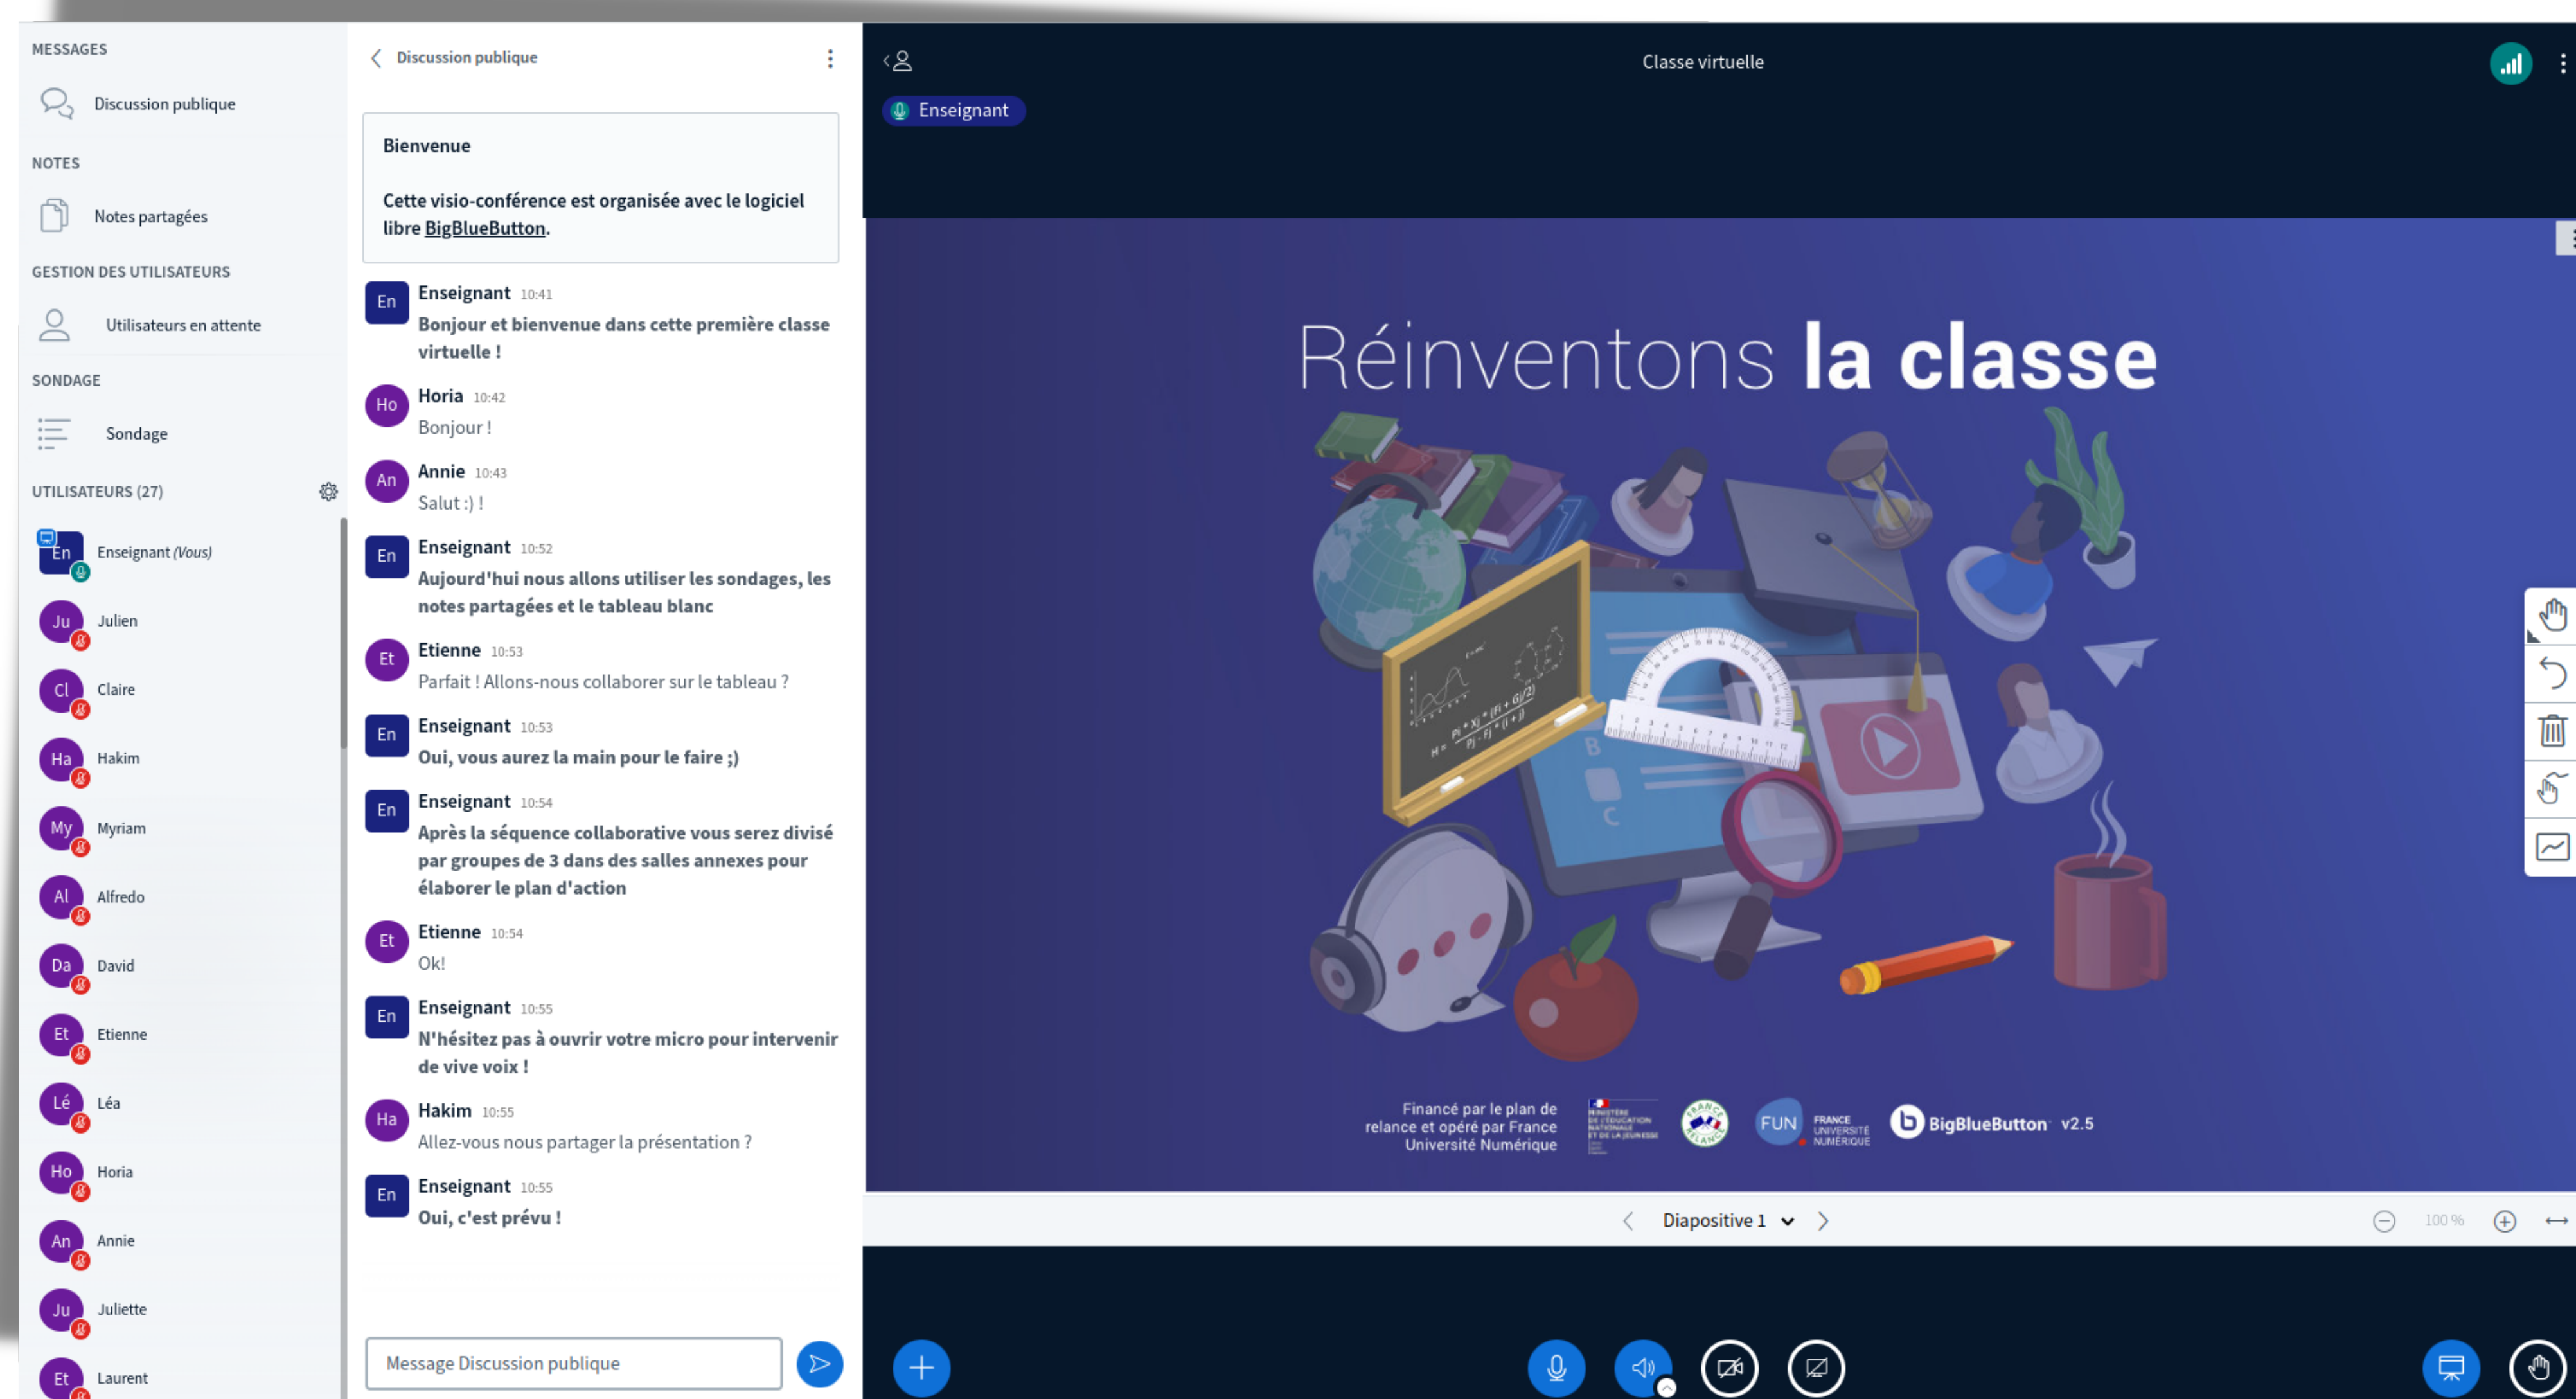 MESSAGES
Discussion publique
NOTES
Notes partagées
GESTION DES UTILISATEURS
Utilisateurs en attente
SONDAGE
Sondage
UTILISATEURS (27)
En
Enseignant (Vous)
Ju
Julien
Cl
Claire
Ha
Hakim
My
Myriam
Al
Alfredo
Da
David
Et
Etienne
Lé
Léa
Ho
Horia
An
Annie
Ju
Juliette
Et
Laurent
Discussion publique
Bienvenue
Cette visio-conférence est organisée avec le logiciel
libre BigBlueButton.
En
Enseignant 10:41
Bonjour et bienvenue dans cette première classe
virtuelle !
Ho
Horia 10:42
Bonjour !
An
Annie 10:43
Salut :) !
En
Enseignant 10:52
Aujourd'hui nous allons utiliser les sondages, les
notes partagées et le tableau blanc
Et
Etienne 10:53
Parfait ! Allons-nous collaborer sur le tableau ?
En
Enseignant 10:53
Oui, vous aurez la main pour le faire ;)
En
Enseignant 10:54
Après la séquence collaborative vous serez divisé
par groupes de 3 dans des salles annexes pour
élaborer le plan d'action
Et
Etienne 10:54
Ok!
En
Enseignant 10:55
N'hésitez pas à ouvrir votre micro pour intervenir
de vive voix !
Ha
Hakim 10:55
Allez-vous nous partager la présentation ?
En
Enseignant 10:55
Oui, c'est prévu !
Message Discussion publique
Classe virtuelle
Enseignant
Réinventons la classe
B
C
Financé par le plan de
relance et opéré par France
Université Numérique
MINISTÈRE
DE L'ÉDUCATION
NATIONALE
ET DE LA JEUNESSE
FRANCE
RELANCE
FUN
FRANCE
UNIVERSITÉ
NUMÉRIQUE
BigBlueButton v2.5
Diapositive 1
100 %